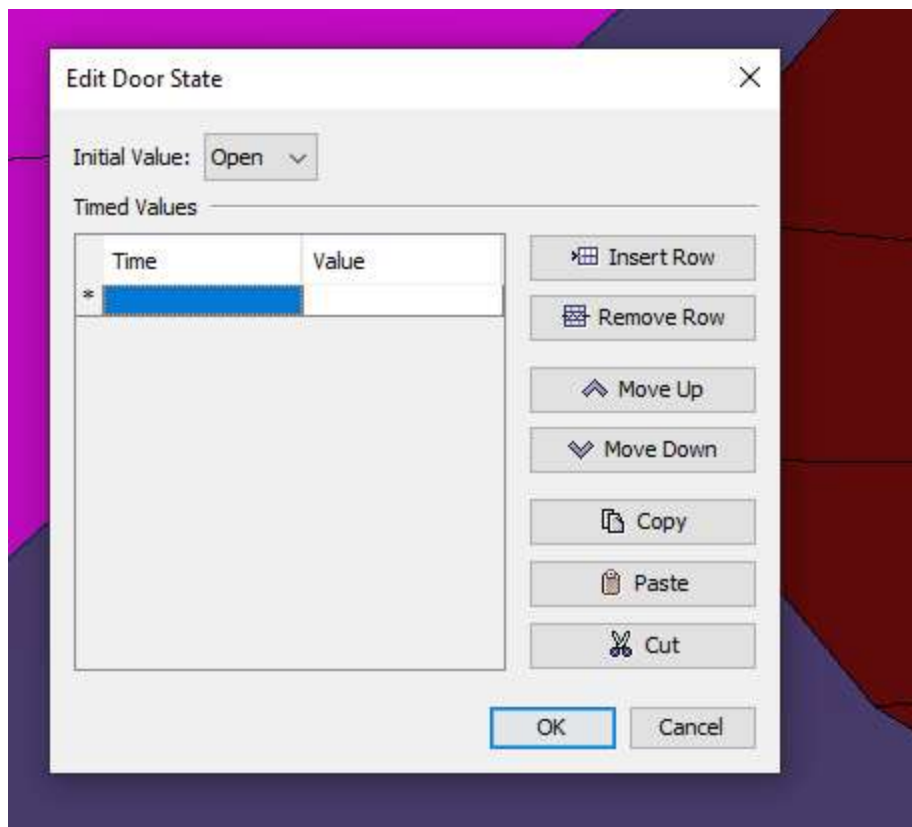 Edit Door State
Initial Value: Open
Timed Values
Time Value
*
Insert Row
Remove Row
Move Up
Move Down
Copy
Paste
Cut
OK Cancel